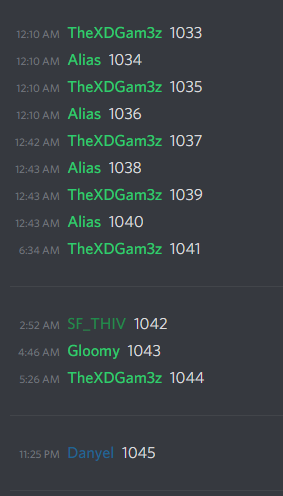 12:10 AM TheXDGam3z 1033
12:10 AM Alias 1034
12:10 AM TheXDGam3z 1035
12:10 AM Alias 1036
12:42 AM TheXDGam3z 1037
12:43 AM Alias 1038
12:43 AM TheXDGam3z 1039
12:43 AM Alias 1040
6:34 AM TheXDGam3z 1041
2:52 AM SF_THIV 1042
4:46 AM Gloomy 1043
5:26 AM TheXDGam3z 1044
11:25 PM Danyel 1045